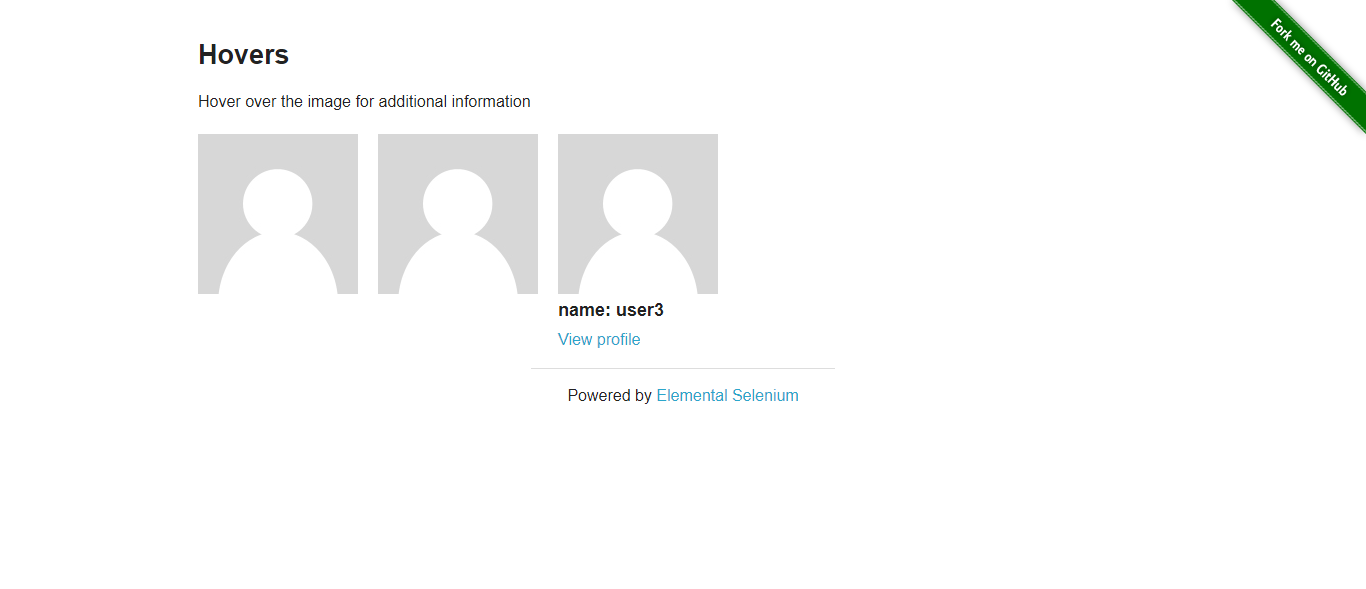 Fork me on GitHub
Hovers
Hover over the image for additional information
name: user3
View profile
Powered by Elemental Selenium